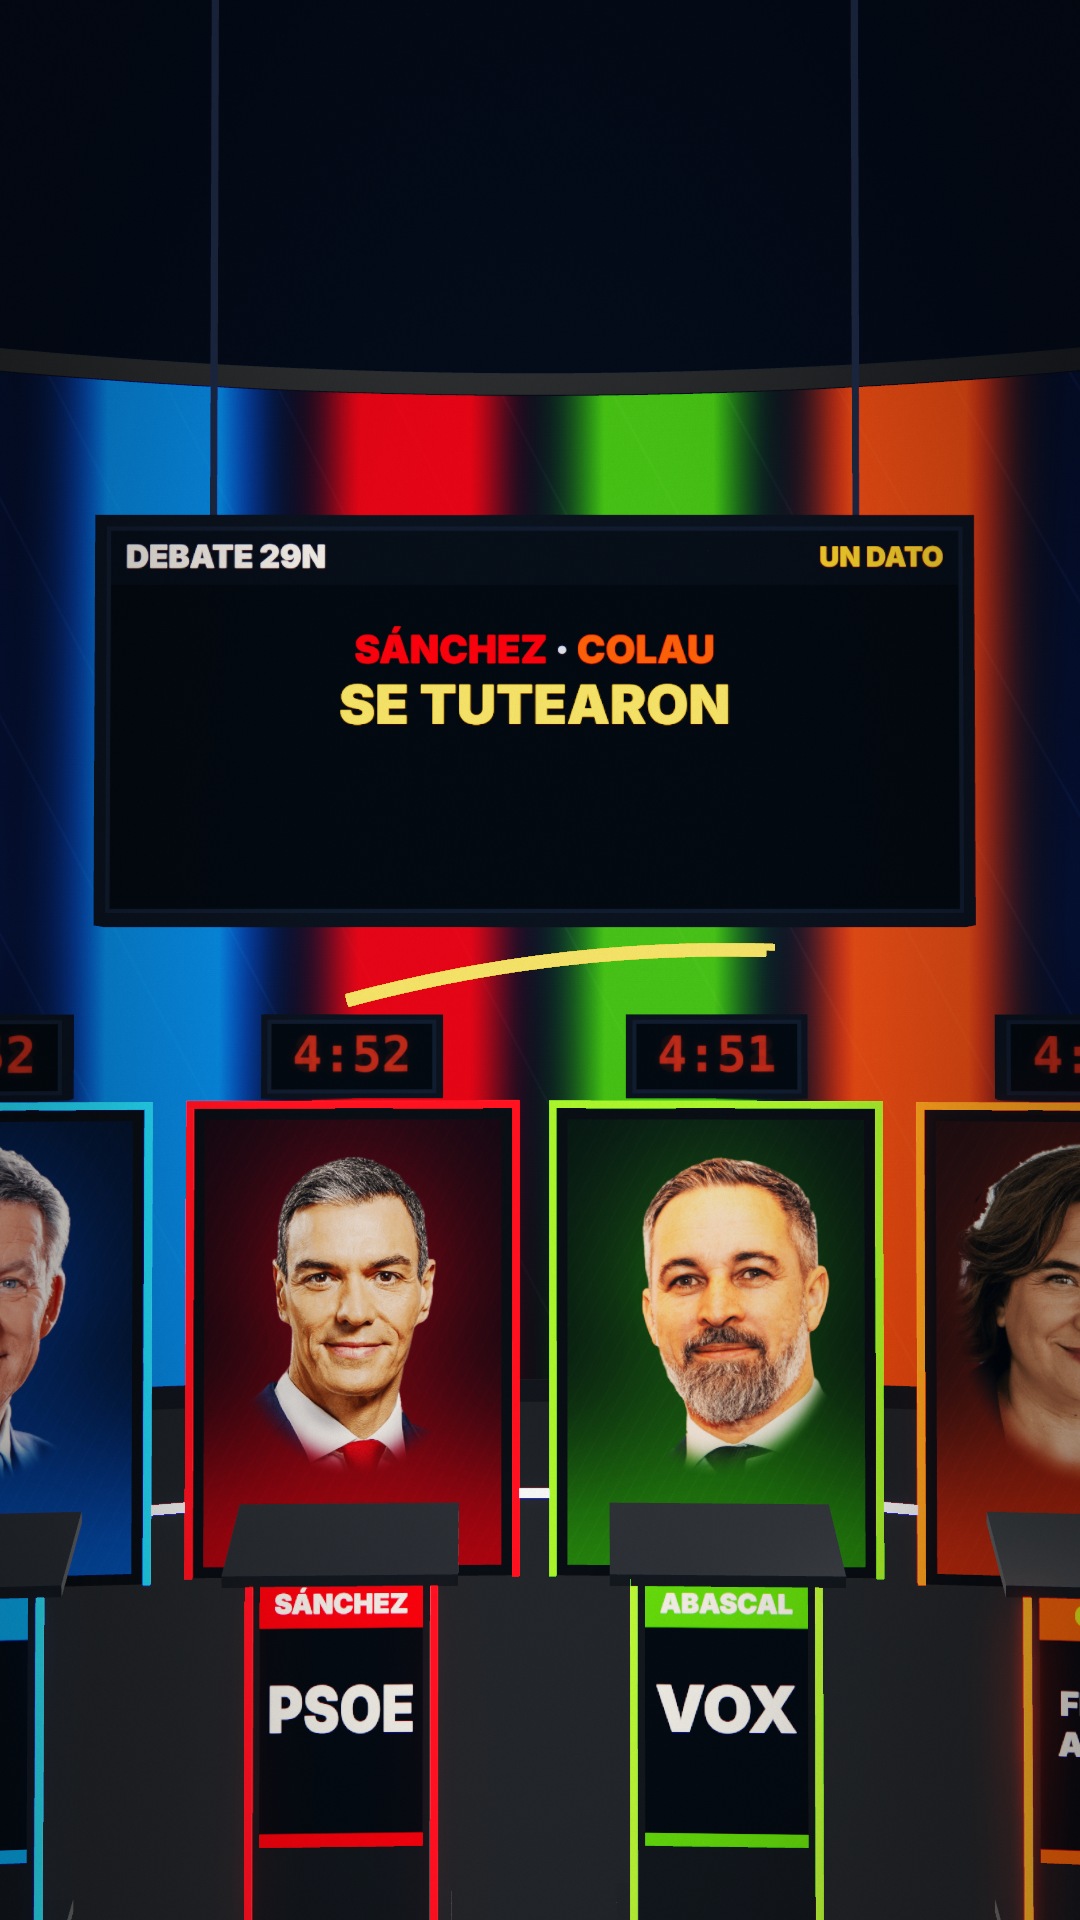 DEBATE 29N
UN DATO
SÁNCHEZ · COLAU
SE TUTEARON
4:52
4:51
SÁNCHEZ
PSOE
ABASCAL
VOX